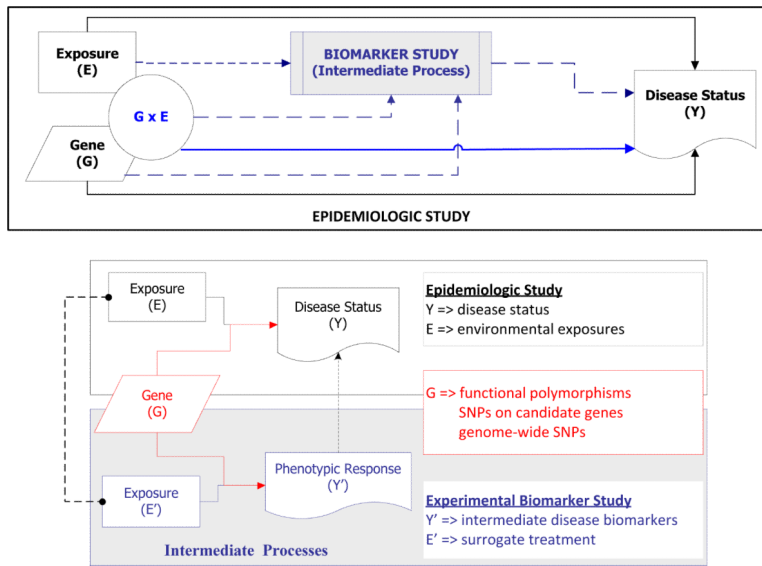 Exposure
(E)
BIOMARKER STUDY
(Intermediate Process)
G x E
Disease Status
(Y)
Gene
(G)
EPIDEMIOLOGIC STUDY
Exposure
(E)
Disease Status
(Y)
Epidemiologic Study
Y => disease status
E => environmental exposures
Gene
(G)
G => functional polymorphisms
SNPs on candidate genes
genome-wide SNPs
Exposure
(E’)
Phenotypic Response
(Y’)
Experimental Biomarker Study
Y’ => intermediate disease biomarkers
E’ => surrogate treatment
Intermediate Processes